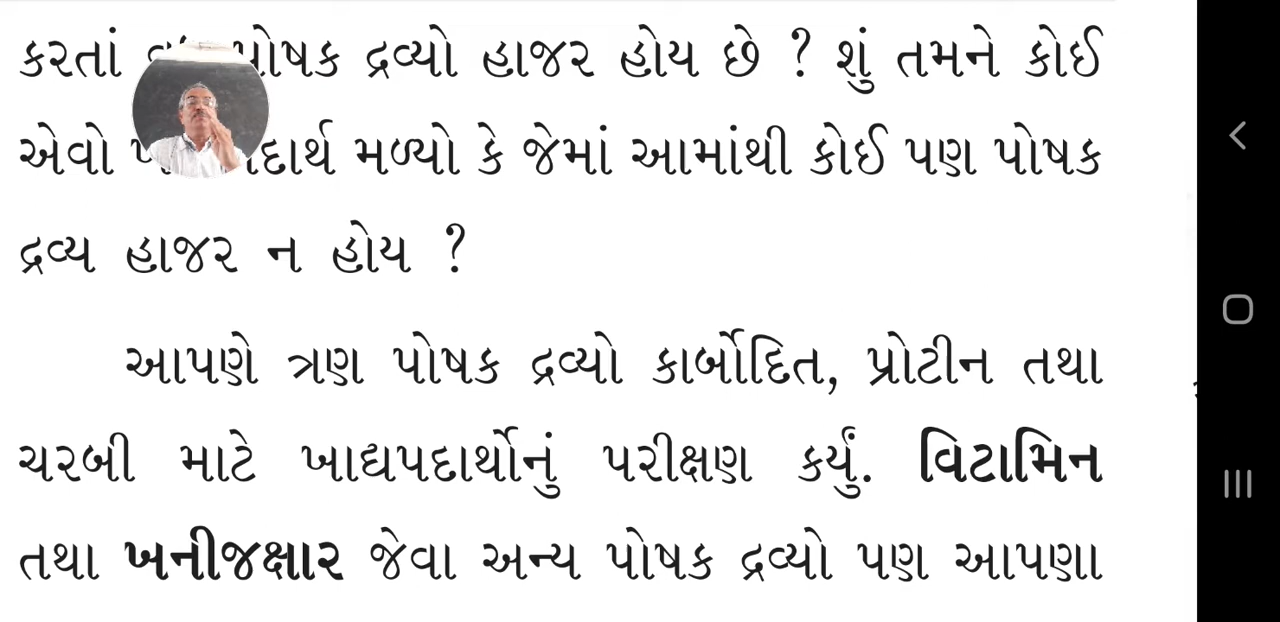 કરતાં પોષક દ્રવ્યો હાજર હોય છે ? શું તમને કોઈ
એવો મળ્યો કે જેમાં આમાંથી કોઈ પણ પોષક
દ્રવ્ય હાજર ન હોય ?
આપણે ત્રણ પોષક દ્રવ્યો કાર્બોદિત, પ્રોટીન તથા
ચરબી માટે ખાદ્યપદાર્થોનું પરીક્ષણ કર્યું. વિટામિન
તથા ખનીજક્ષાર જેવા અન્ય પોષક દ્રવ્યો પણ આપણા